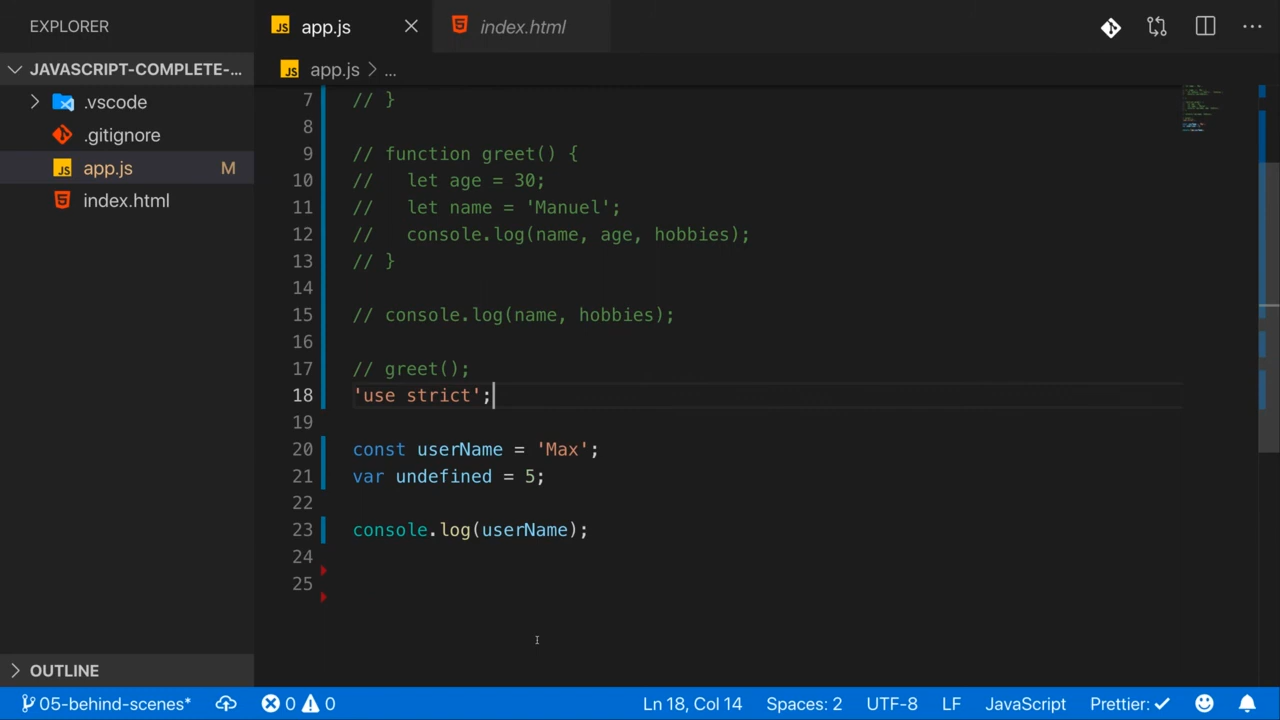 EXPLORER
JS app.js
index.html
JAVASCRIPT-COMPLETE-...
JS app.js > ...
.vscode
.gitignore
JS app.js M
index.html
7 // }
8
9 // function greet() {
10 //   let age = 30;
11 //   let name = 'Manuel';
12 //   console.log(name, age, hobbies);
13 // }
14
15 // console.log(name, hobbies);
16
17 // greet();
18 'use strict';
19
20 const userName = 'Max';
21 var undefined = 5;
22
23 console.log(userName);
24
25
OUTLINE
05-behind-scenes* 0 0 Ln 18, Col 14 Spaces: 2 UTF-8 LF JavaScript Prettier: ✓